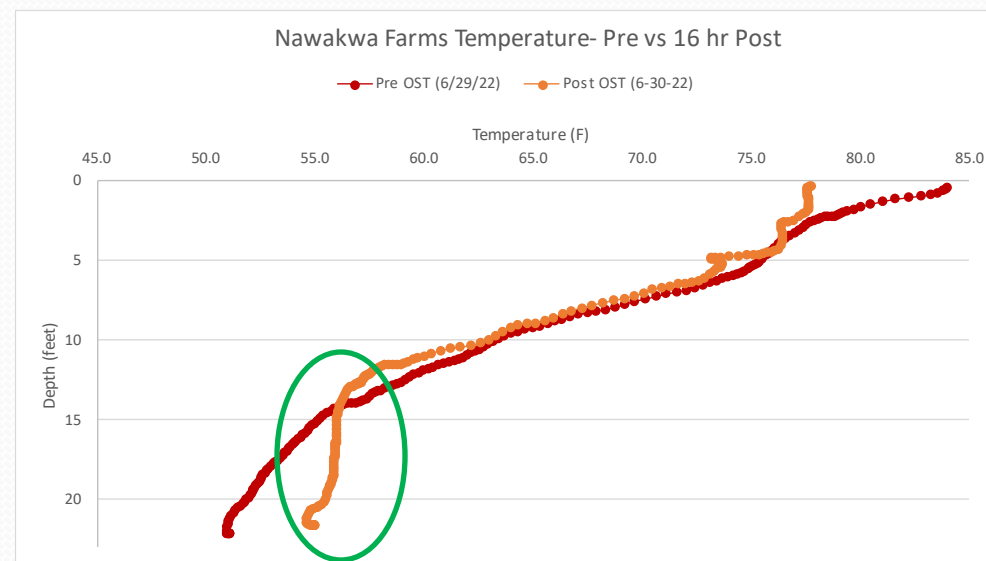 Nawakwa Farms Temperature- Pre vs 16 hr Post
Pre OST (6/29/22) Post OST (6-30-22)
Temperature (F)
45.0 50.0 55.0 60.0 65.0 70.0 75.0 80.0 85.0
0
5
10
15
20
Depth (feet)